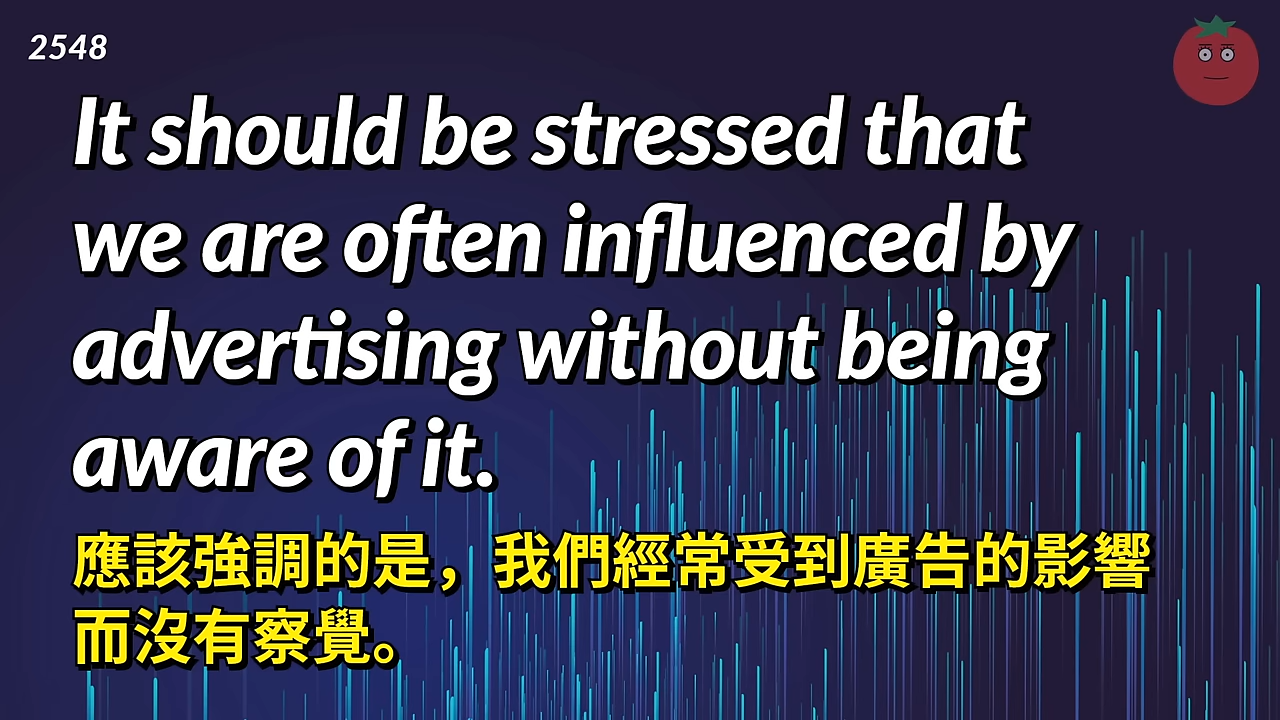 2548
It should be stressed that
we are often influenced by
advertising without being
aware of it.
應該強調的是，我們經常受到廣告的影響
而沒有察覺。